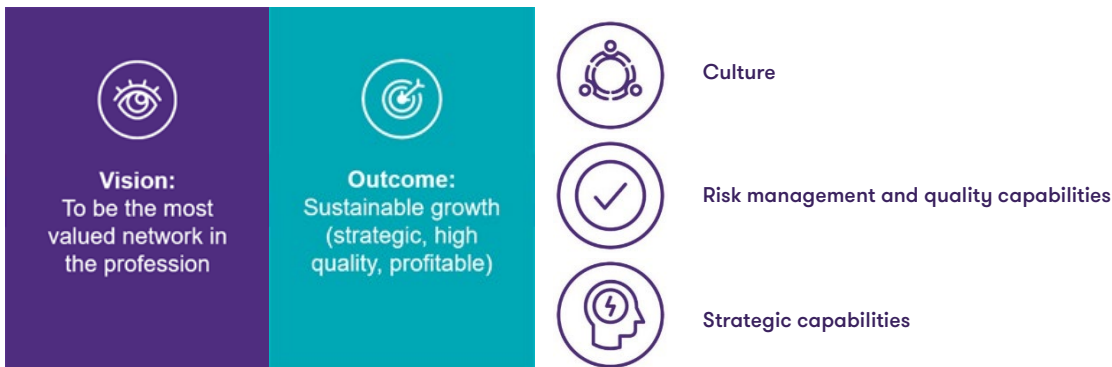 Vision:
To be the most
valued network in
the profession
Outcome:
Sustainable growth
(strategic, high
quality, profitable)
Culture
Risk management and quality capabilities
Strategic capabilities